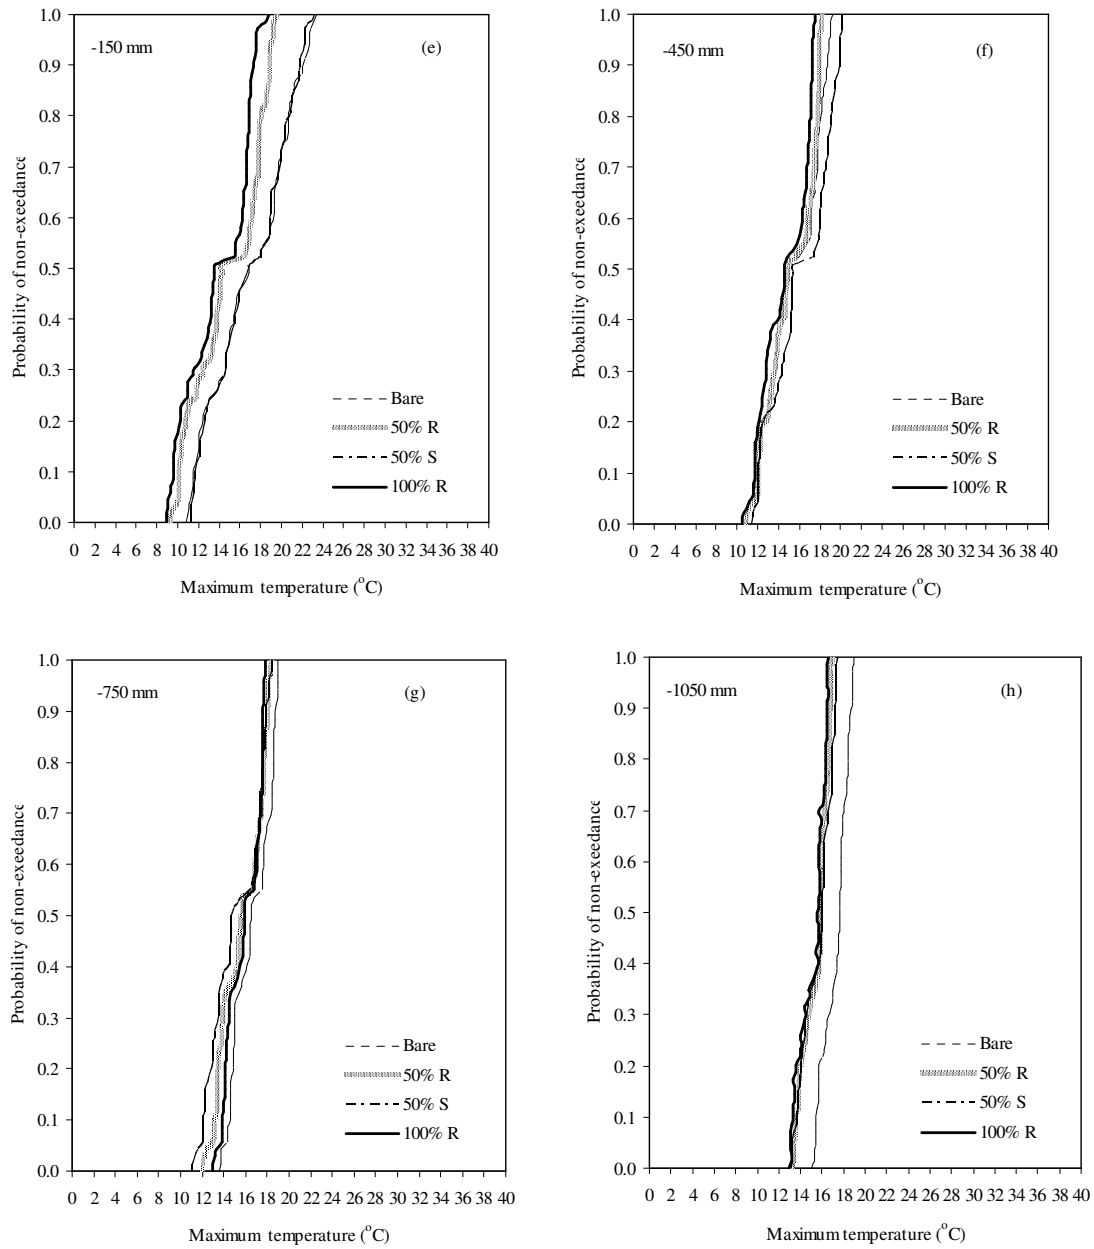 -150 mm
(e)
1.0
0.9
0.8
0.7
0.6
0.5
0.4
0.3
0.2
0.1
0.0
Probability of non-exeedance
Bare
50% R
50% S
100% R
0 2 4 6 8 10 12 14 16 18 20 22 24 26 28 30 32 34 36 38 40
Maximum temperature (°C)
-450 mm
(f)
1.0
0.9
0.8
0.7
0.6
0.5
0.4
0.3
0.2
0.1
0.0
Probability of non-exeedance
Bare
50% R
50% S
100% R
0 2 4 6 8 10 12 14 16 18 20 22 24 26 28 30 32 34 36 38 40
Maximum temperature (°C)
-750 mm
(g)
1.0
0.9
0.8
0.7
0.6
0.5
0.4
0.3
0.2
0.1
0.0
Probability of non-exeedance
Bare
50% R
50% S
100% R
0 2 4 6 8 10 12 14 16 18 20 22 24 26 28 30 32 34 36 38 40
Maximum temperature (°C)
-1050 mm
(h)
1.0
0.9
0.8
0.7
0.6
0.5
0.4
0.3
0.2
0.1
0.0
Probability of non-exeedance
Bare
50% R
50% S
100% R
0 2 4 6 8 10 12 14 16 18 20 22 24 26 28 30 32 34 36 38 40
Maximum temperature (°C)